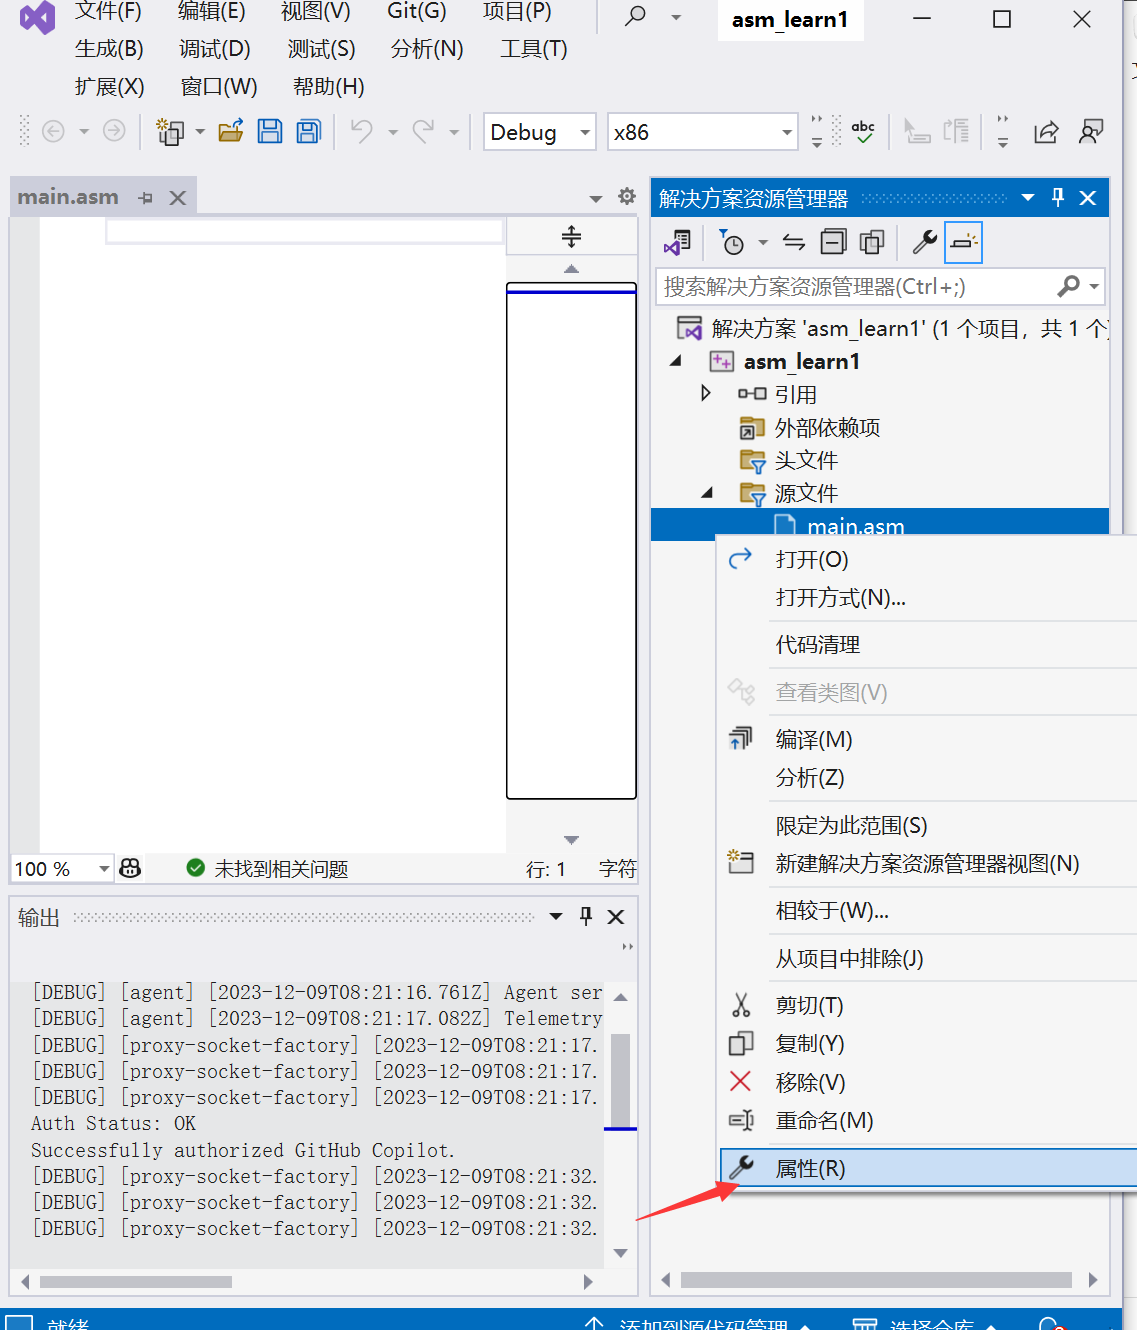 文件(F) 编辑(E) 视图(V) Git(G) 项目(P)
asm_learn1
生成(B) 调试(D) 测试(S) 分析(N) 工具(T)
扩展(X) 窗口(W) 帮助(H)
Debug x86
abc
main.asm
解决方案资源管理器
搜索解决方案资源管理器(Ctrl+;)
解决方案 'asm_learn1' (1 个项目，共 1 个)
asm_learn1
引用
外部依赖项
头文件
源文件
main.asm
打开(O)
打开方式(N)...
代码清理
查看类图(V)
编译(M)
分析(Z)
限定为此范围(S)
新建解决方案资源管理器视图(N)
相较于(W)...
从项目中排除(J)
剪切(T)
复制(Y)
移除(V)
重命名(M)
属性(R)
100 % 未找到相关问题 行: 1 字符
输出
[DEBUG] [agent] [2023-12-09T08:21:16.761Z] Agent ser
[DEBUG] [agent] [2023-12-09T08:21:17.082Z] Telemetry
[DEBUG] [proxy-socket-factory] [2023-12-09T08:21:17.
[DEBUG] [proxy-socket-factory] [2023-12-09T08:21:17.
[DEBUG] [proxy-socket-factory] [2023-12-09T08:21:17.
Auth Status: OK
Successfully authorized GitHub Copilot.
[DEBUG] [proxy-socket-factory] [2023-12-09T08:21:32.
[DEBUG] [proxy-socket-factory] [2023-12-09T08:21:32.
[DEBUG] [proxy-socket-factory] [2023-12-09T08:21:32.
就绪 添加到源代码管理 选择仓库